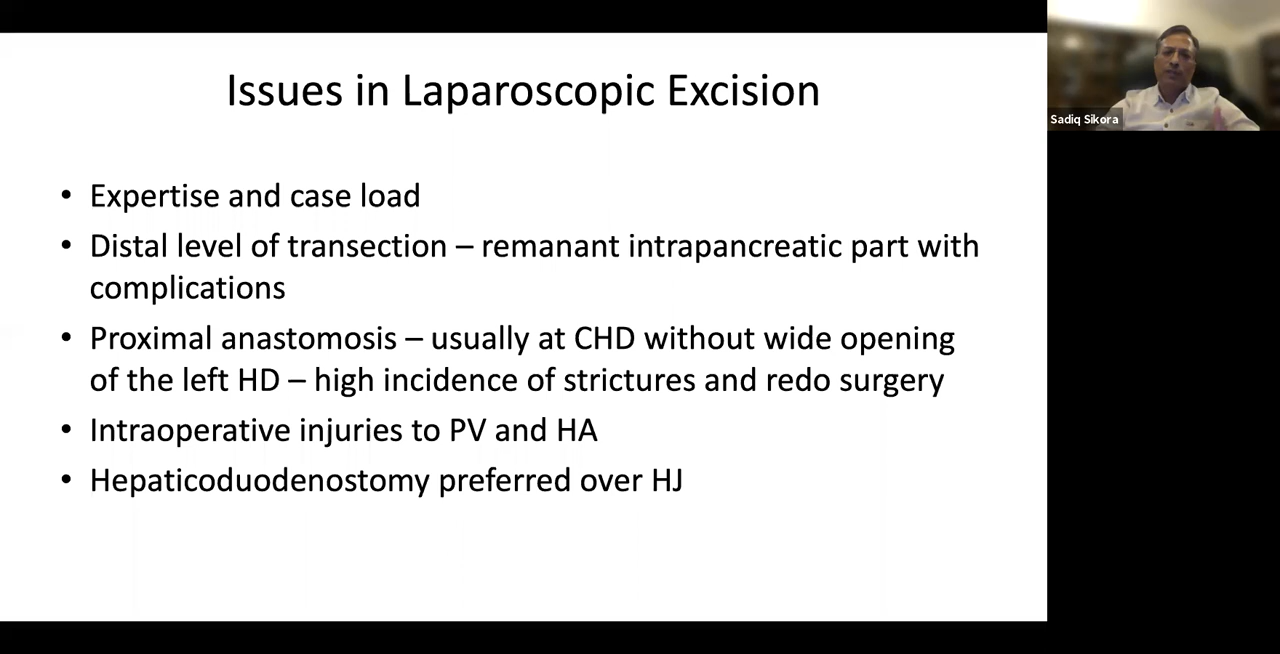 Issues in Laparoscopic Excision
Sadiq Sikora
• Expertise and case load
• Distal level of transection – remanant intrapancreatic part with
complications
• Proximal anastomosis – usually at CHD without wide opening
of the left HD – high incidence of strictures and redo surgery
• Intraoperative injuries to PV and HA
• Hepaticoduodenostomy preferred over HJ